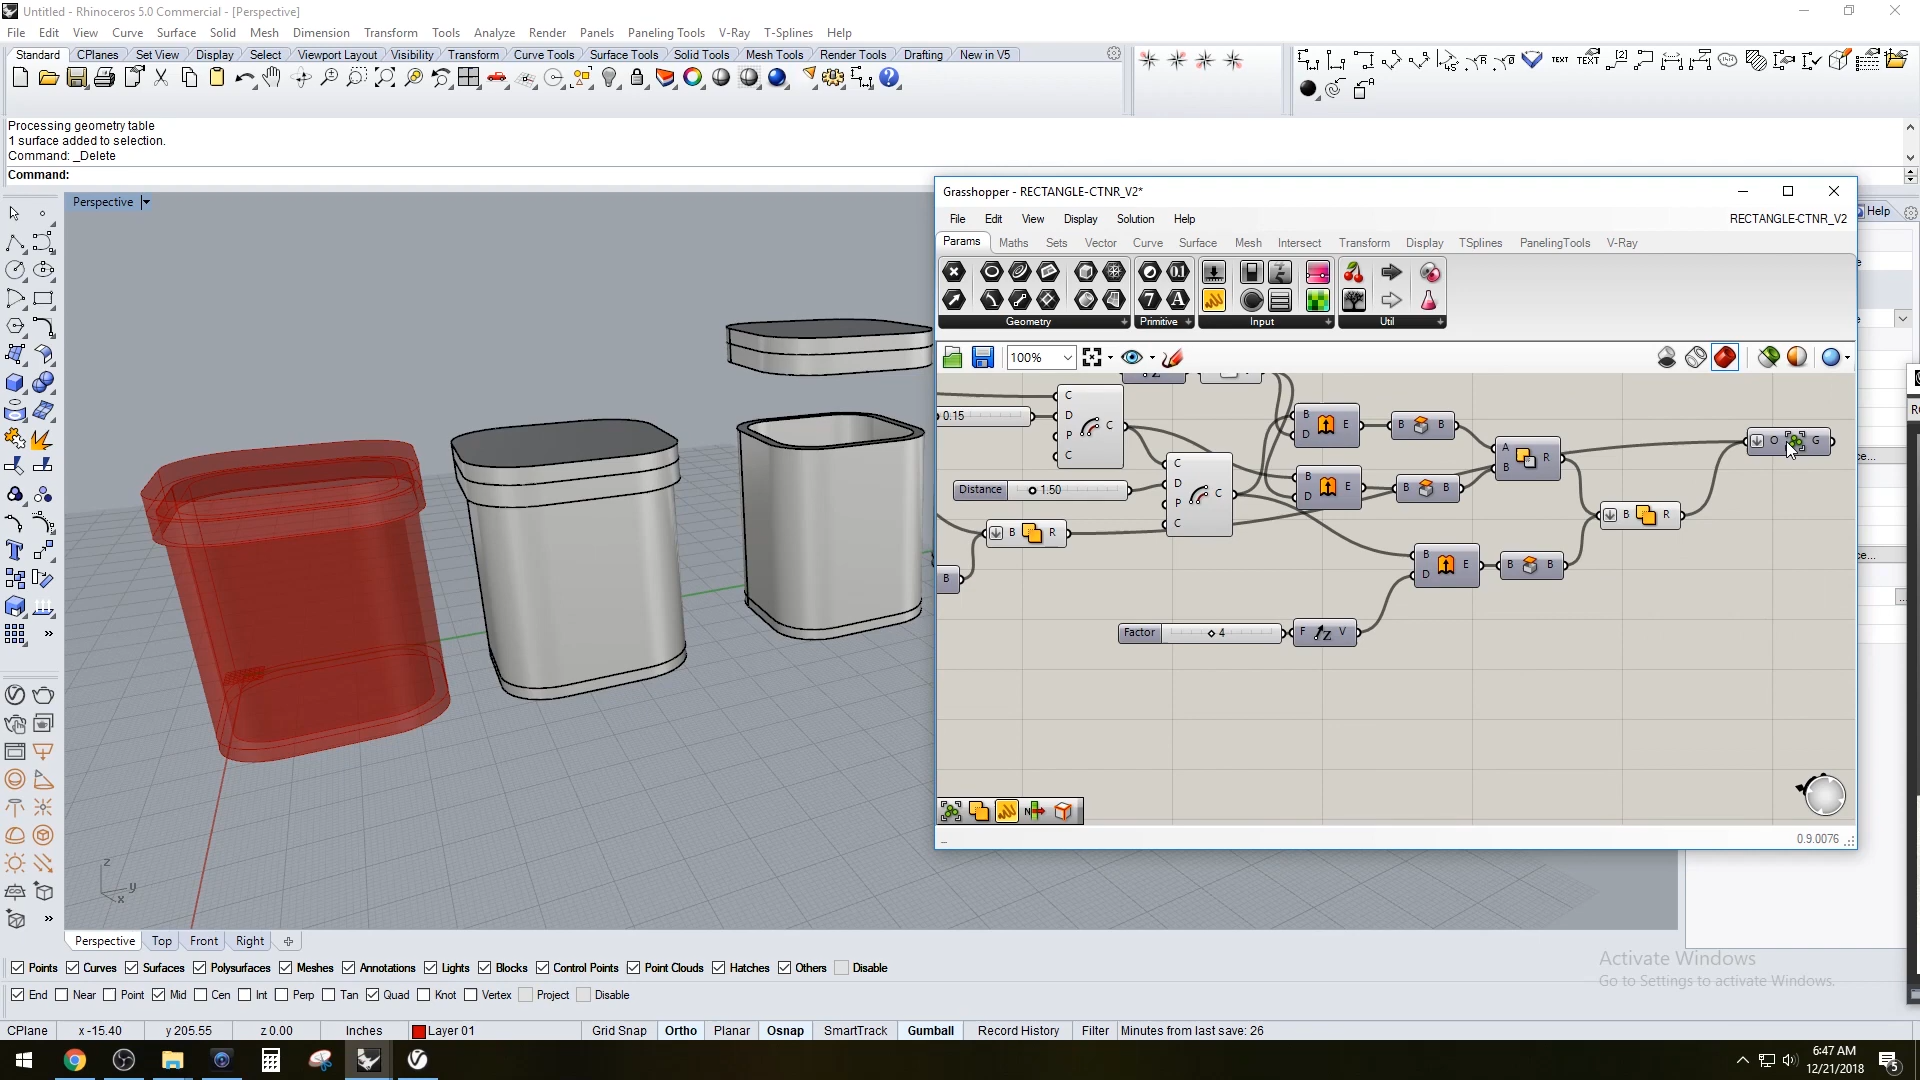 Untitled - Rhinoceros 5.0 Commercial - [Perspective]
File Edit View Curve Surface Solid Mesh Dimension Transform Tools Analyze Render Panels Paneling Tools V-Ray T-Splines Help
Standard CPlanes Set View Display Select Viewport Layout Visibility Transform Curve Tools Surface Tools Solid Tools Mesh Tools Render Tools Drafting New in V5
TEXT TEXT
Processing geometry table
1 surface added to selection.
Command: _Delete
Command:
Perspective
Grasshopper - RECTANGLE-CTNR_V2*
File Edit View Display Solution Help RECTANGLE-CTNR_V2
Help
Params Maths Sets Vector Curve Surface Mesh Intersect Transform Display TSplines PanelingTools V-Ray
Geometry Primitive Input Util
100%
C
0.15 D C
P
C
B E
D
B B
A R
B
O G
C
Distance 1.50 D C
P
C
B E
D
B B
B R
B R
B
B E
D
B B
Factor 4 F V
0.9.0076
z
y
x
Perspective Top Front Right
Points Curves Surfaces Polysurfaces Meshes Annotations Lights Blocks Control Points Point Clouds Hatches Others Disable
Activate Windows
Go to Settings to activate Windows.
End Near Point Mid Cen Int Perp Tan Quad Knot Vertex Project Disable
CPlane x -15.40 y 205.55 z 0.00 Inches Layer 01 Grid Snap Ortho Planar Osnap SmartTrack Gumball Record History Filter Minutes from last save: 26
6:47 AM
12/21/2018
5